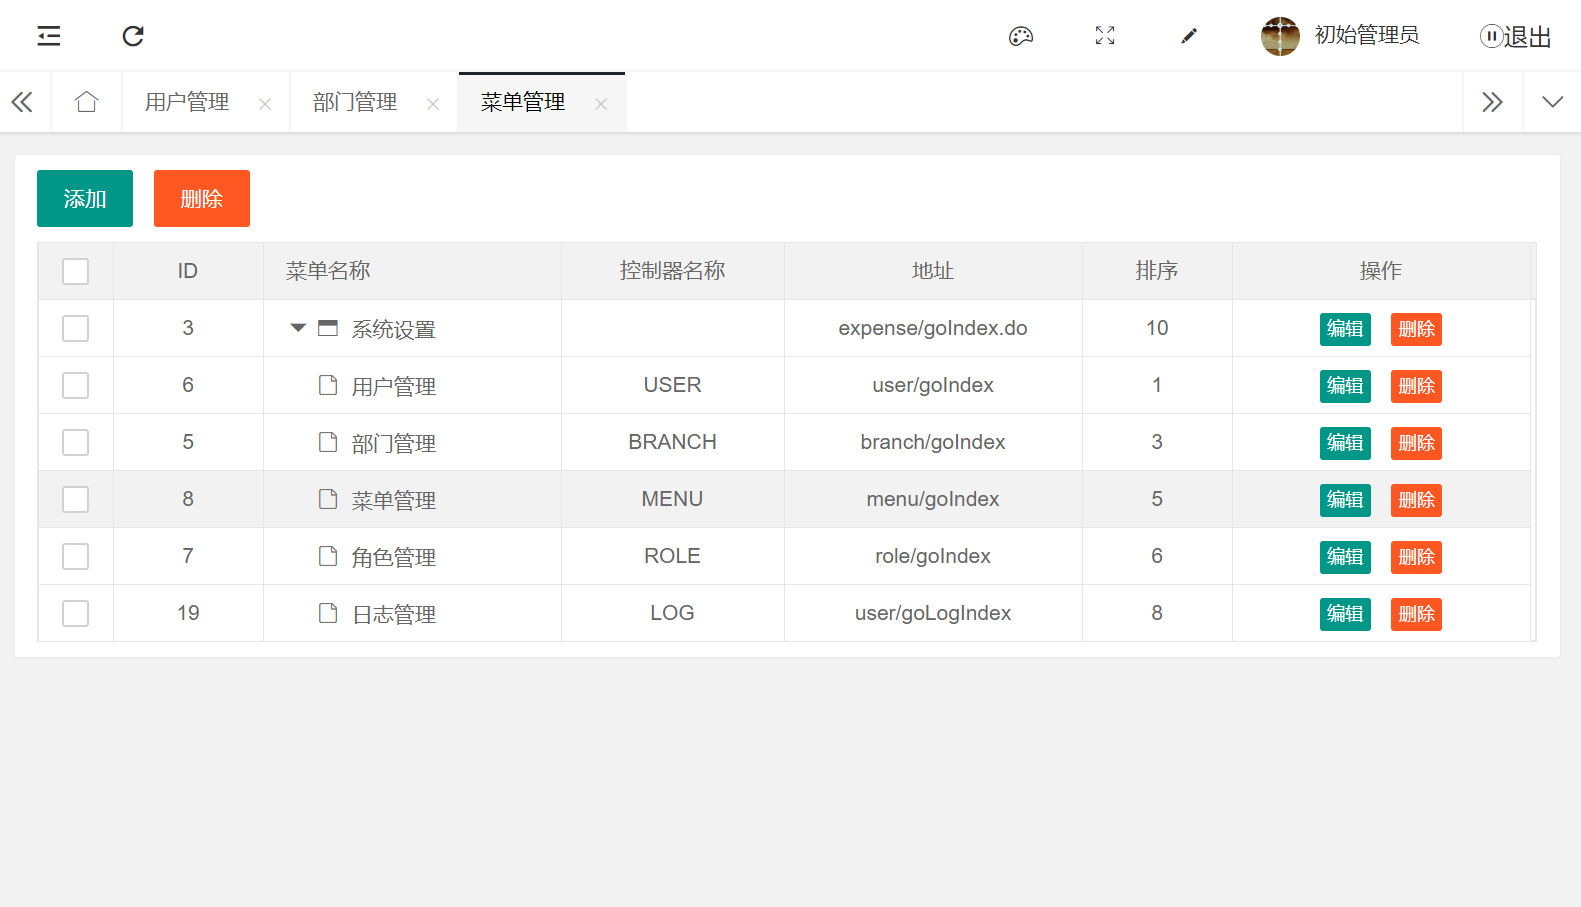 初始管理员 退出
用户管理 部门管理 菜单管理
添加 删除
ID 菜单名称 控制器名称 地址 排序 操作
3 系统设置 expense/goIndex.do 10 编辑 删除
6 用户管理 USER user/goIndex 1 编辑 删除
5 部门管理 BRANCH branch/goIndex 3 编辑 删除
8 菜单管理 MENU menu/goIndex 5 编辑 删除
7 角色管理 ROLE role/goIndex 6 编辑 删除
19 日志管理 LOG user/goLogIndex 8 编辑 删除